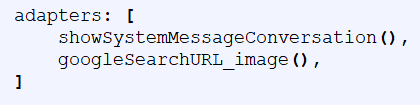 adapters: [
showSystemMessageConversation(),
googleSearchURL_image(),
]